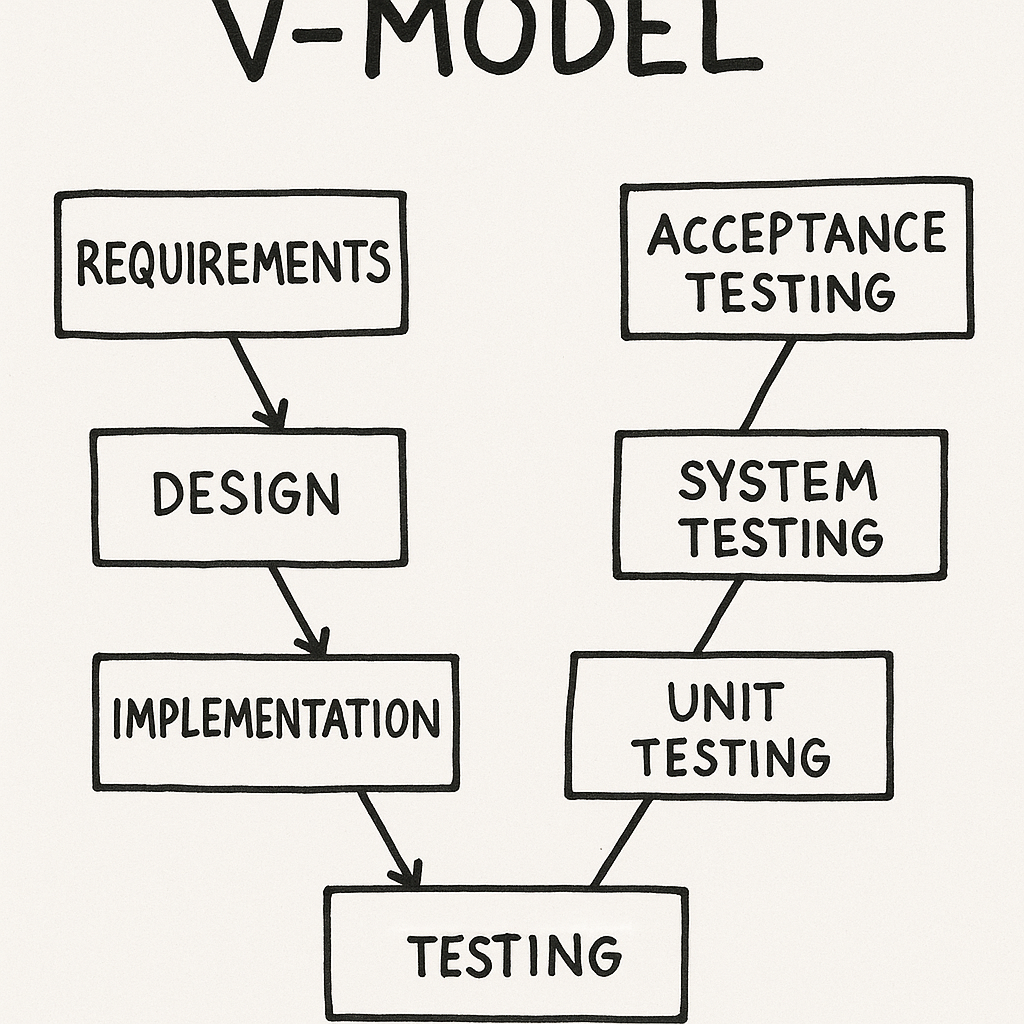 V-MODEL
REQUIREMENTS
DESIGN
IMPLEMENTATION
TESTING
ACCEPTANCE
TESTING
SYSTEM
TESTING
UNIT
TESTING